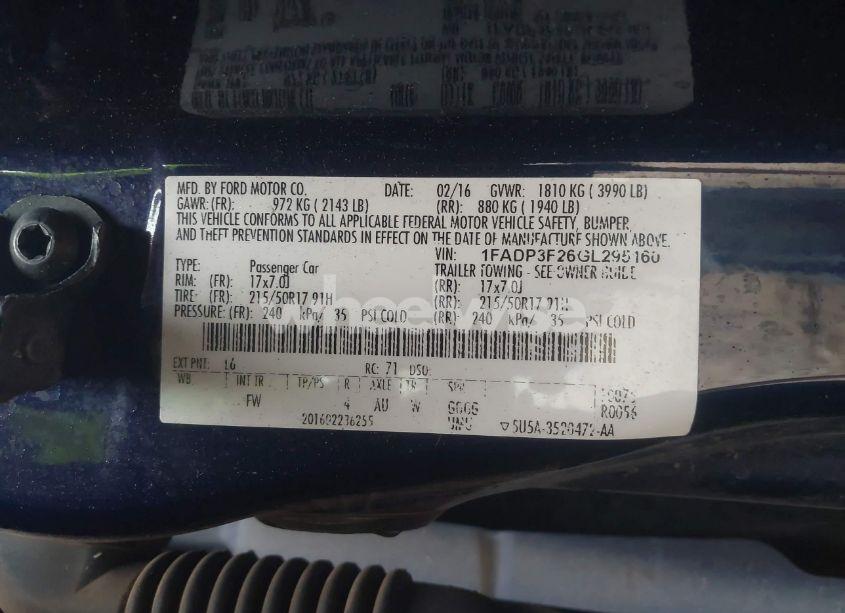 MFD. BY FORD MOTOR CO. DATE: 02/16 GVWR: 1810 KG ( 3990 LB)
GAWR: (FR): 972 KG ( 2143 LB) (RR): 880 KG ( 1940 LB)
THIS VEHICLE CONFORMS TO ALL APPLICABLE FEDERAL MOTOR VEHICLE SAFETY, BUMPER,
AND THEFT PREVENTION STANDARDS IN EFFECT ON THE DATE OF MANUFACTURE SHOWN ABOVE.
VIN: 1FADP3F26GL295160
TYPE: Passenger Car TRAILER TOWING - SEE OWNER GUIDE
RIM: (FR): 17x7.0J (RR): 17x7.0J
TIRE: (FR): 215/50R17 91H (RR): 215/50R17 91H
PRESSURE: (FR): 240 kPa/ 35 PSI COLD (RR): 240 kPa/ 35 PSI COLD
EXT PNT: RC: 71 DSO:
WB INT TR TP/PS R AXLE TR SPR
FW 4 AU W GGGG R0056
201602236255 5U5A-3520472-AA